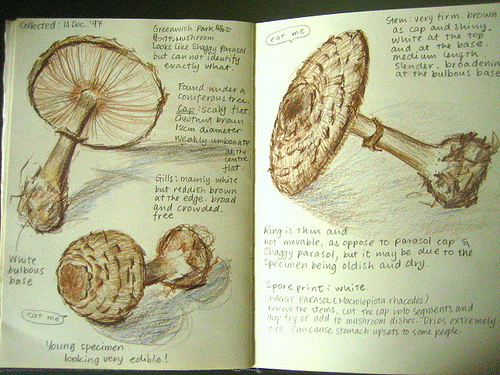 Collected: 14 Dec. '97
Greenwich Park
Mushroom
Looks like Shaggy Parasol
but can not identify
exactly what.
Found under a
coniferous tree.
Cap: scaly flat
chestnut brown
12cm diameter
weakly umbonate
at the
centre
flat.
Gills: mainly white
but reddish brown
at the edge. broad
and crowded.
free
White
bulbous
base
eat me
Young specimen
looking very edible!
eat me
Stem: very firm. brown
as cap and shiny.
White at the top
and at the base.
medium length
slender. broadening
at the bulbous base
Ring is thin and
not movable, as oppose to parasol cap &
Shaggy parasol, but it may be due to the
specimen being oldish and dry.
Spore print: white
SHAGGY PARASOL (Macrolepiota rhacodes)
Remove the stems, cut the cap into segments and
deep fry or add to mushroom dishes. Dries extremely
well. Can cause stomach upsets to some people.